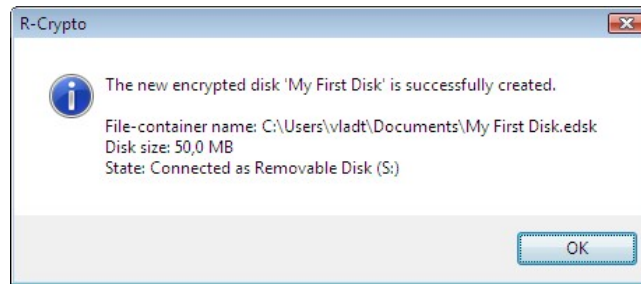 R-Crypto
The new encrypted disk 'My First Disk' is successfully created.
File-container name: C:\Users\vladt\Documents\My First Disk.edsk
Disk size: 50,0 MB
State: Connected as Removable Disk (S:)
OK